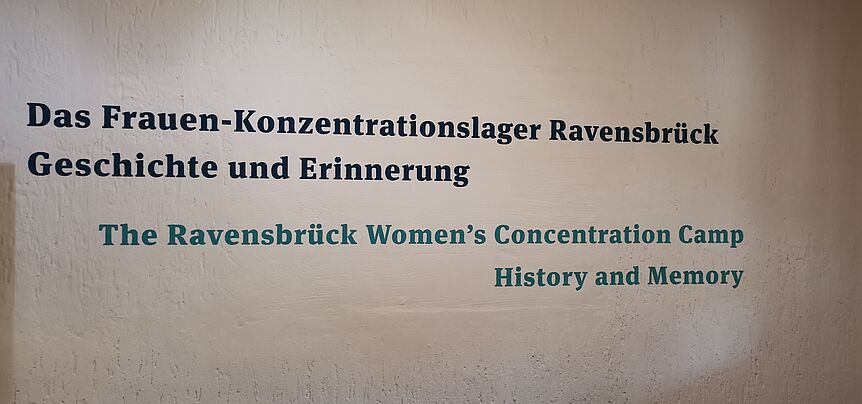 Das Frauen-Konzentrationslager Ravensbrück
Geschichte und Erinnerung
The Ravensbrück Women's Concentration Camp
History and Memory